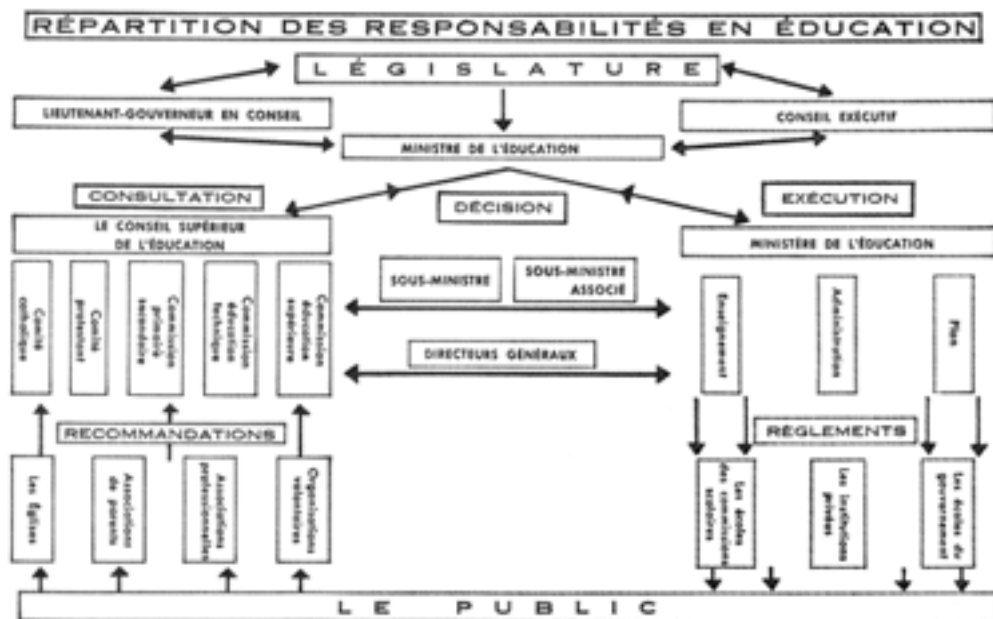 RÉPARTITION DES RESPONSABILITÉS EN ÉDUCATION
LÉGISLATURE
LIEUTENANT-GOUVERNEUR EN CONSEIL
CONSEIL EXÉCUTIF
MINISTRE DE L'ÉDUCATION
CONSULTATION
DÉCISION
EXÉCUTION
LE CONSEIL SUPÉRIEUR
DE L'ÉDUCATION
MINISTÈRE DE L'ÉDUCATION
Comité
catholique
Comité
protestant
Commission
primaire
secondaire
Commission
éducation
technique
Commission
éducation
supérieure
SOUS-MINISTRE
SOUS-MINISTRE
ASSOCIÉ
DIRECTEURS GÉNÉRAUX
Enseignement
Administration
Plan
RECOMMANDATIONS
RÈGLEMENTS
Les Églises
Associations
de parents
Associations
professionnelles
Organisations
volontaires
Les écoles
des commissions
scolaires
Les institutions
privées
Les écoles du
gouvernement
LE PUBLIC